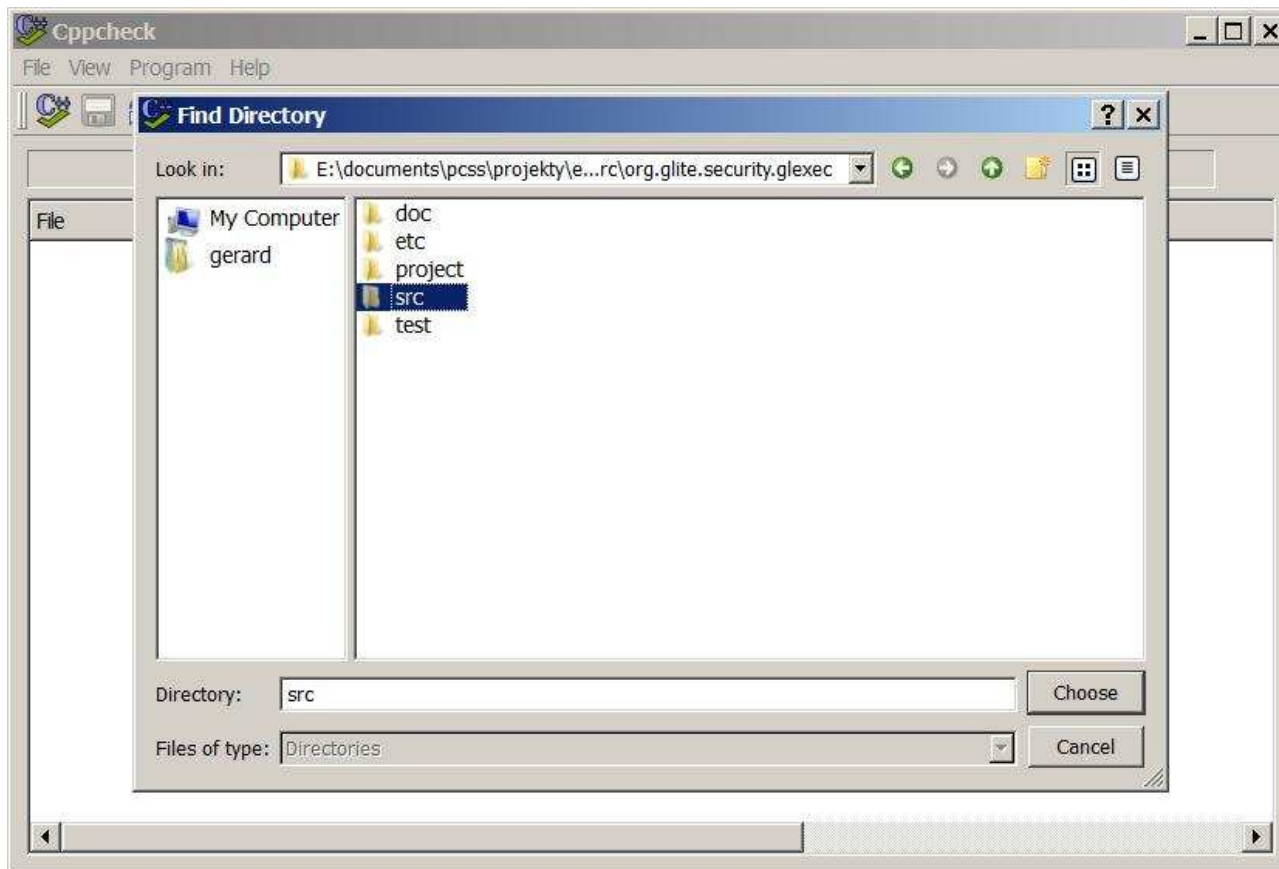 Cppcheck
File View Program Help
Find Directory
Look in: E:\documents\pcss\projekty\e...rc\org.glite.security.glexec
File
My Computer
gerard
doc
etc
project
src
test
Directory: src Choose
Files of type: Directories Cancel